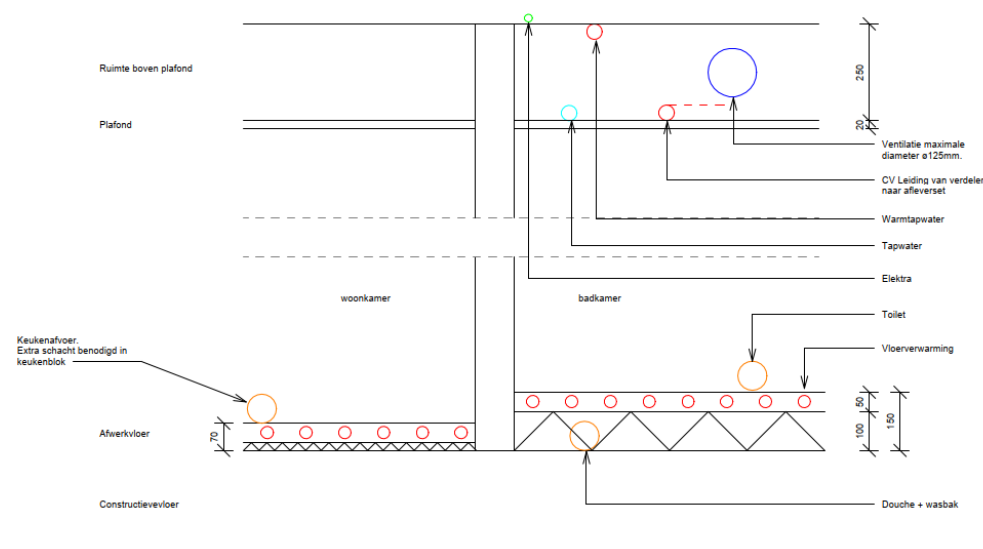 Ruimte boven plafond
250
Plafond
20
Ventilatie maximale
diameter ø125mm.
CV Leiding van verdeler
naar afleverset
Warmtapwater
Tapwater
Elektra
woonkamer
badkamer
Toilet
Keukenafvoer.
Extra schacht benodigd in
keukenblok
Vloerverwarming
50
150
100
Afwerkvloer
70
Constructievevloer
Douche + wasbak